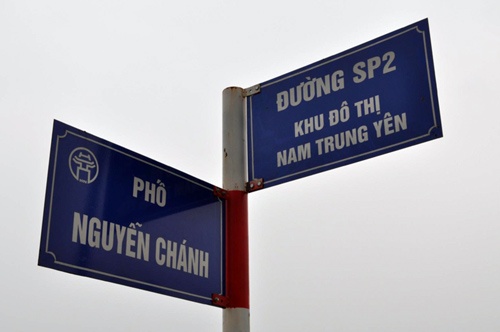 PHỐ
NGUYỄN CHÁNH
ĐƯỜNG SP2
KHU ĐÔ THỊ
NAM TRUNG YÊN